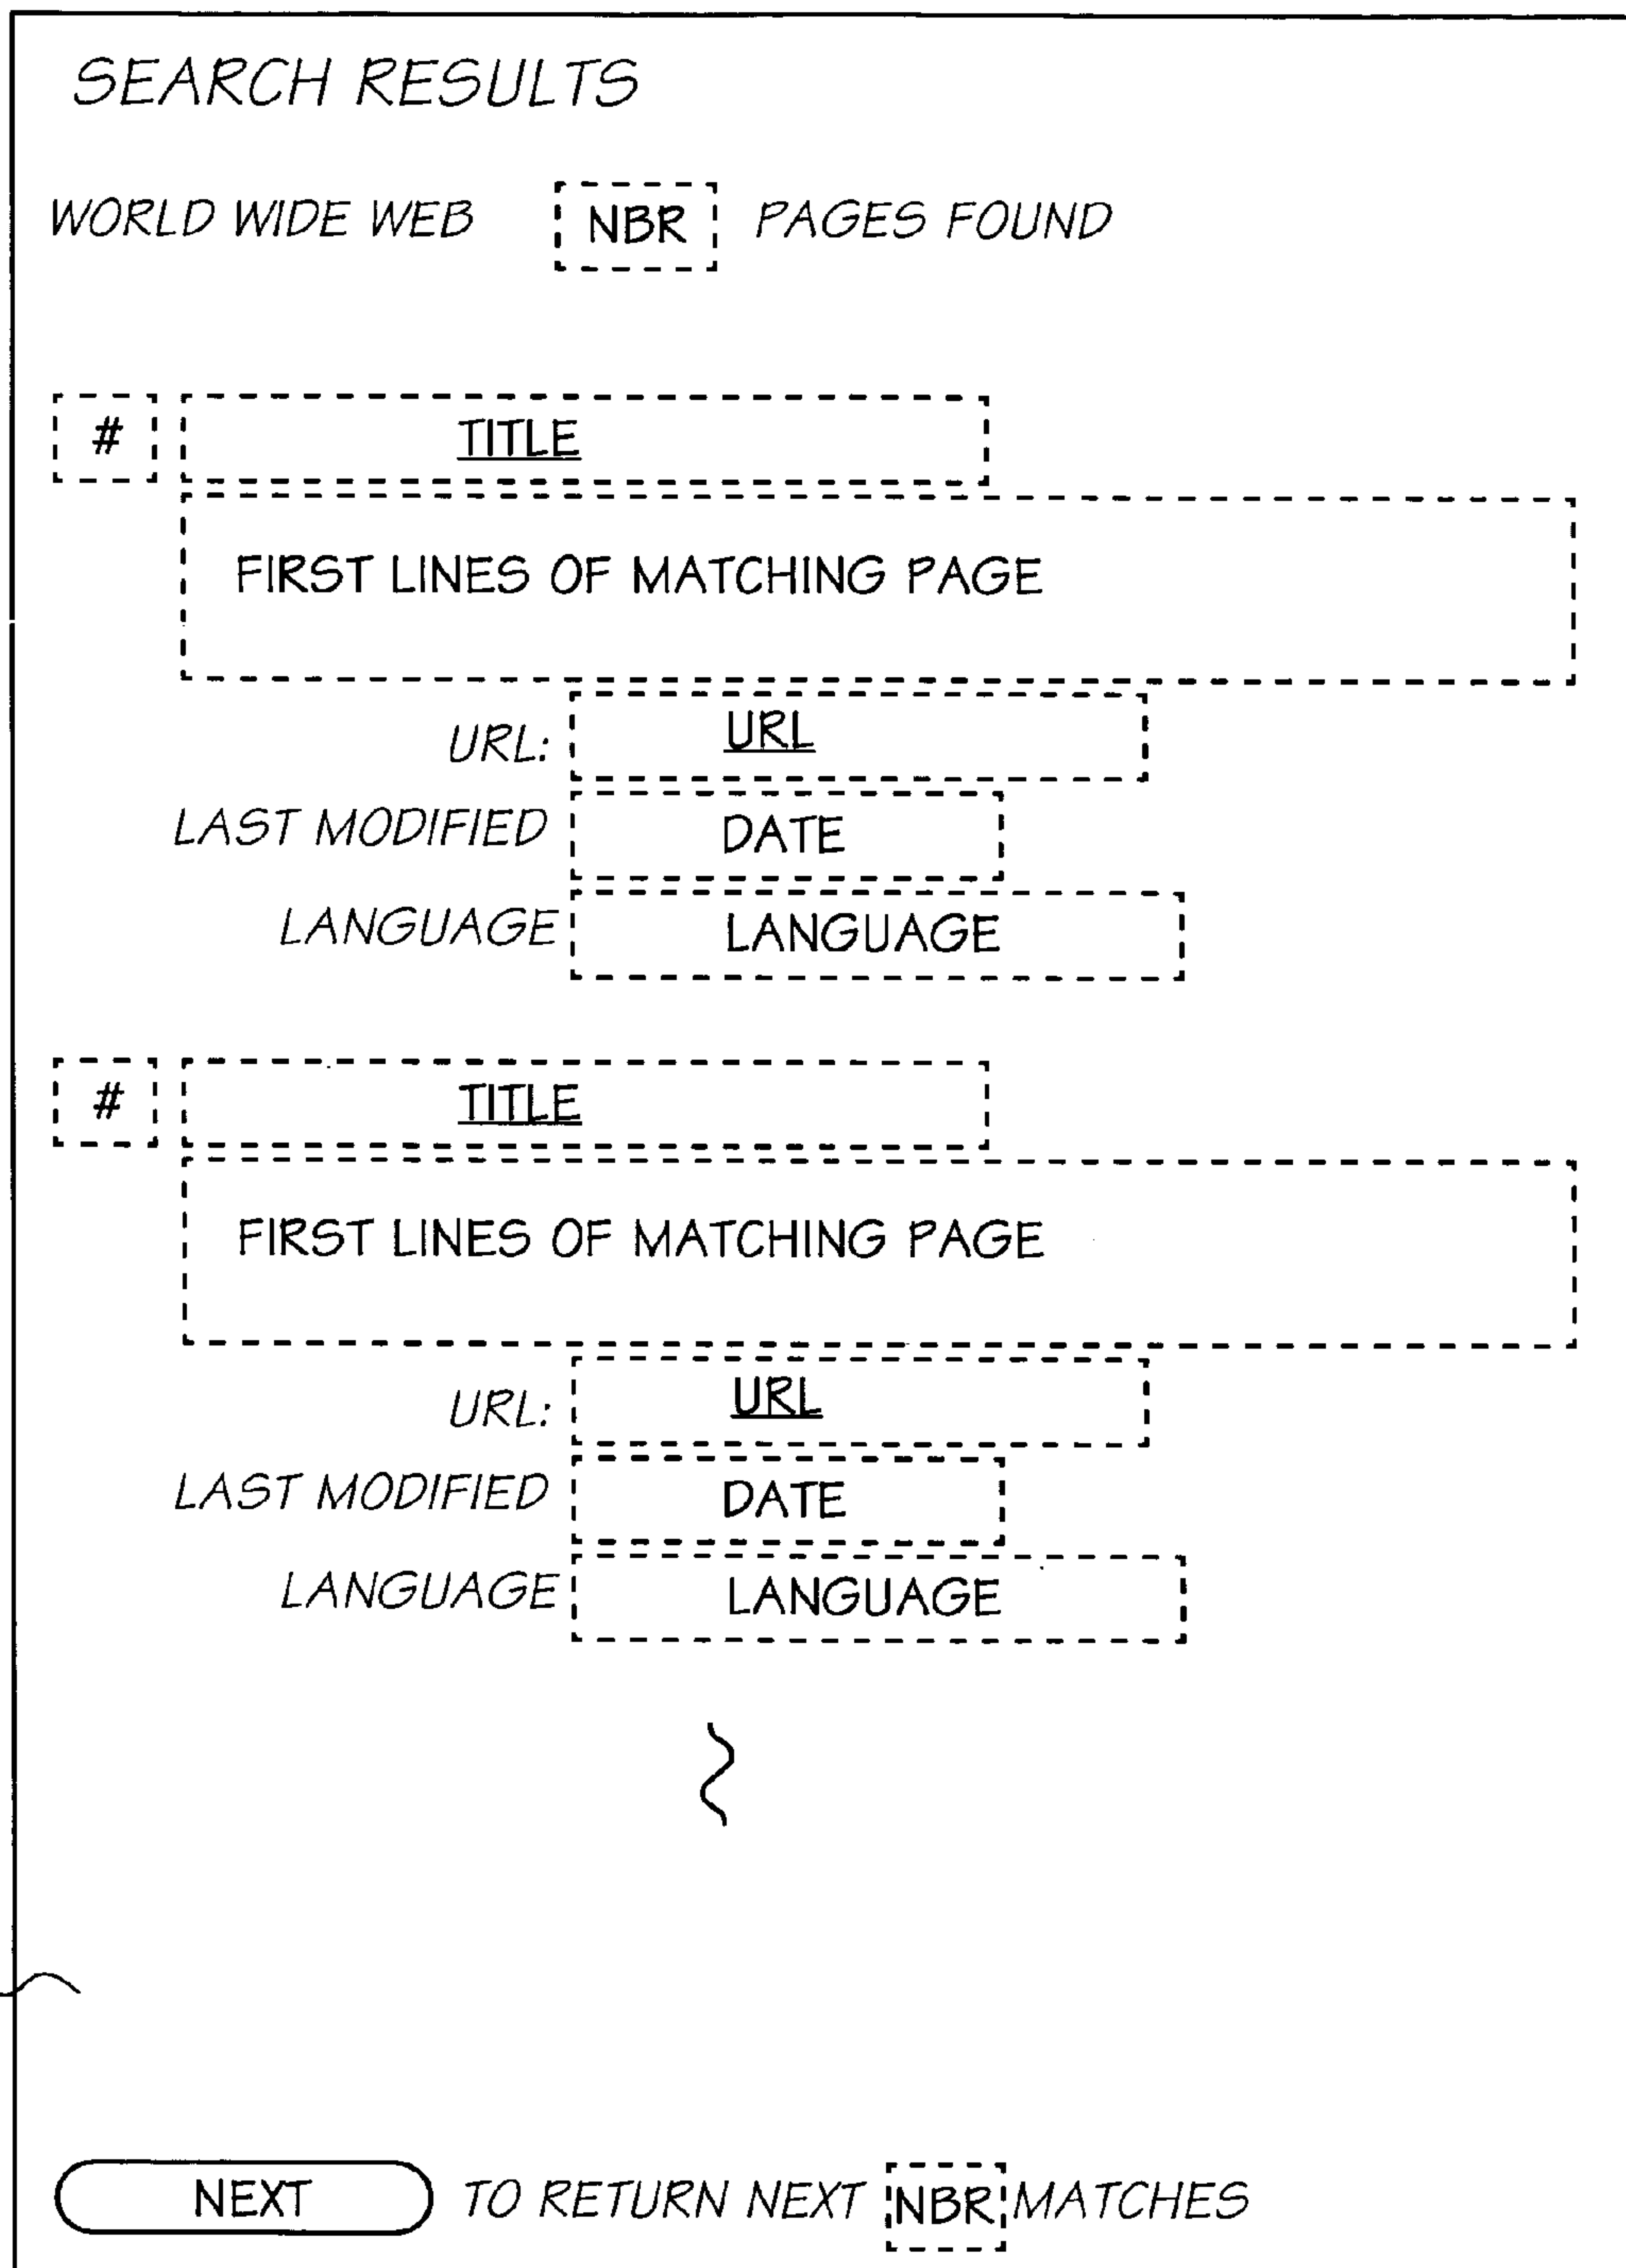 SEARCH RESULTS
WORLD WIDE WEB NBR PAGES FOUND
# TITLE
FIRST LINES OF MATCHING PAGE
URL: URL
LAST MODIFIED DATE
LANGUAGE LANGUAGE
# TITLE
FIRST LINES OF MATCHING PAGE
URL: URL
LAST MODIFIED DATE
LANGUAGE LANGUAGE
NEXT TO RETURN NEXT NBR MATCHES